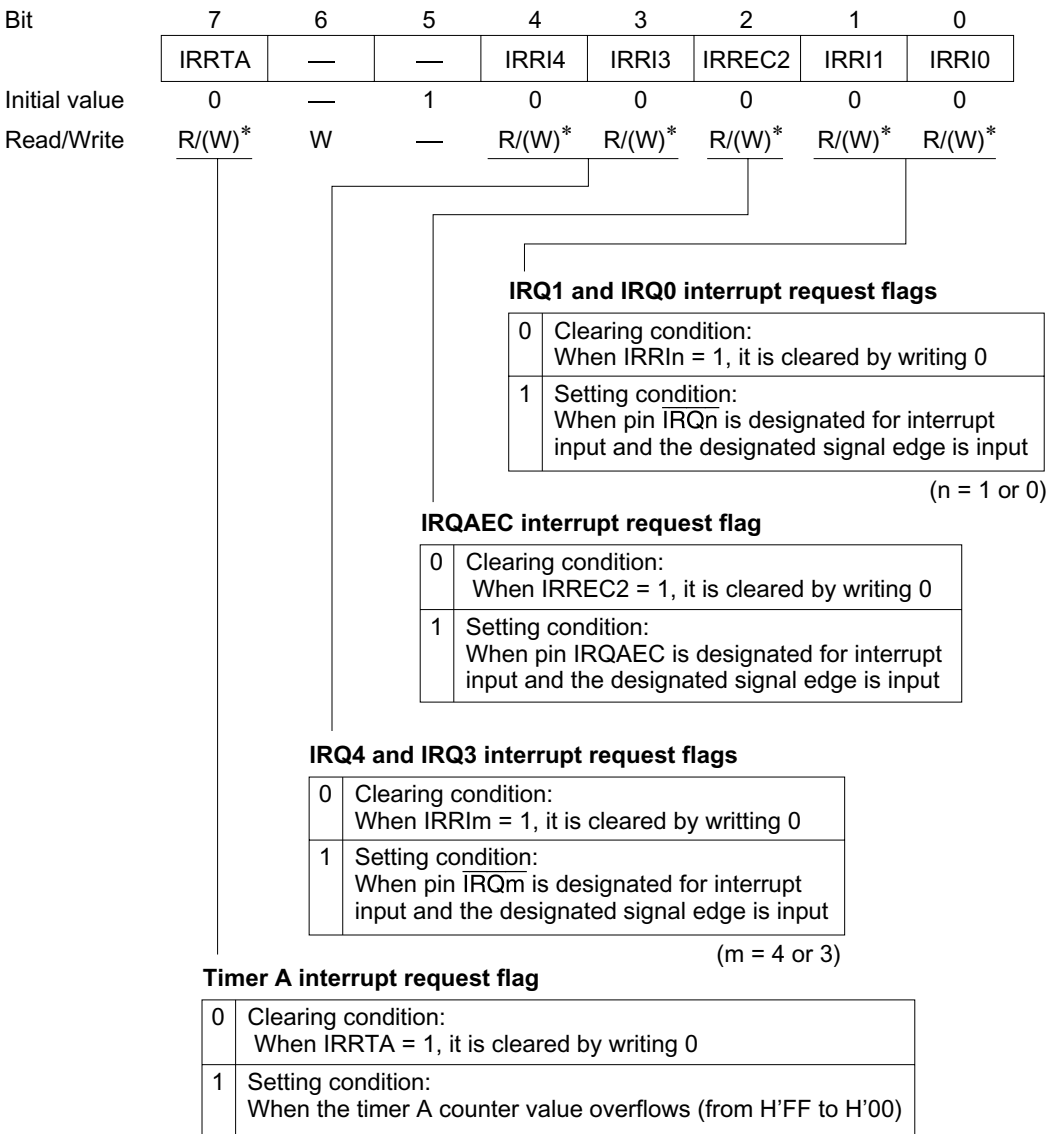 Bit 7 6 5 4 3 2 1 0
IRRTA — — IRRI4 IRRI3 IRREC2 IRRI1 IRRI0
Initial value 0 — 1 0 0 0 0 0
Read/Write R/(W)* W — R/(W)* R/(W)* R/(W)* R/(W)* R/(W)*
IRQ1 and IRQ0 interrupt request flags
0 Clearing condition:
When IRRIn = 1, it is cleared by writing 0
1 Setting condition:
When pin I̅R̅Q̅n̅ is designated for interrupt
input and the designated signal edge is input
(n = 1 or 0)
IRQAEC interrupt request flag
0 Clearing condition:
When IRREC2 = 1, it is cleared by writing 0
1 Setting condition:
When pin IRQAEC is designated for interrupt
input and the designated signal edge is input
IRQ4 and IRQ3 interrupt request flags
0 Clearing condition:
When IRRIm = 1, it is cleared by writting 0
1 Setting condition:
When pin I̅R̅Q̅m̅ is designated for interrupt
input and the designated signal edge is input
(m = 4 or 3)
Timer A interrupt request flag
0 Clearing condition:
When IRRTA = 1, it is cleared by writing 0
1 Setting condition:
When the timer A counter value overflows (from H'FF to H'00)